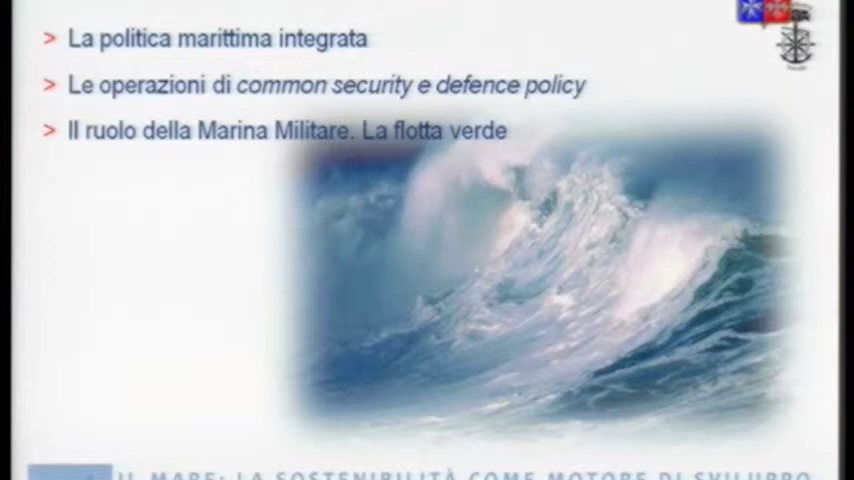 > La politica marittima integrata
> Le operazioni di common security e defence policy
> Il ruolo della Marina Militare. La flotta verde
IL MARE: LA SOSTENIBILITÀ COME MOTORE DI SVILUPPO